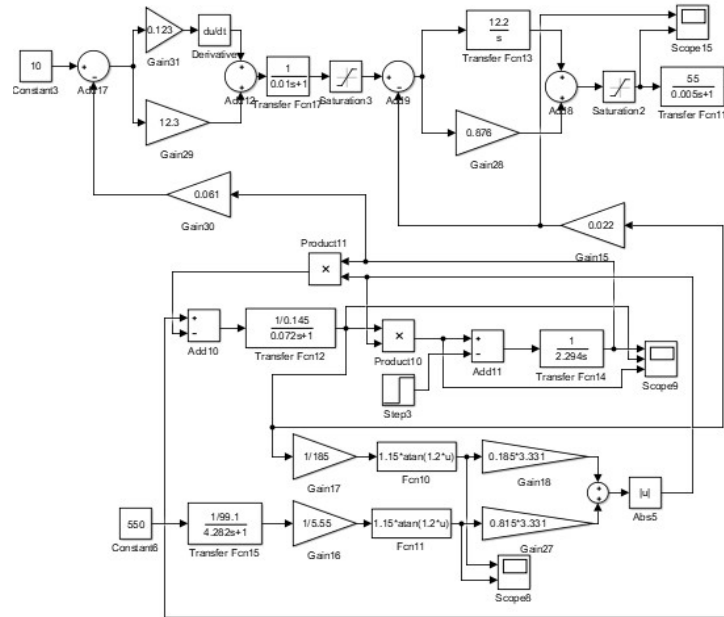 0.123
Gain31
du/dt
Derivative
10
Constant3
Add17
12.3
Gain29
Add12
1
0.01s+1
Transfer Fcn17
Saturation3
Add9
12.2
s
Transfer Fcn13
0.876
Gain28
Add8
Saturation2
Scope15
55
0.005s+1
Transfer Fcn11
0.061
Gain30
0.022
Gain15
Product11
×
Add10
1/0.145
0.072s+1
Transfer Fcn12
×
Product10
Step3
Add11
1
2.294s
Transfer Fcn14
Scope9
1/185
Gain17
1.15*atan(1.2*u)
Fcn10
0.185*3.331
Gain18
550
Constant6
1/99.1
4.282s+1
Transfer Fcn15
1/5.55
Gain16
1.15*atan(1.2*u)
Fcn11
0.815*3.331
Gain27
|u|
Abs5
Scope8